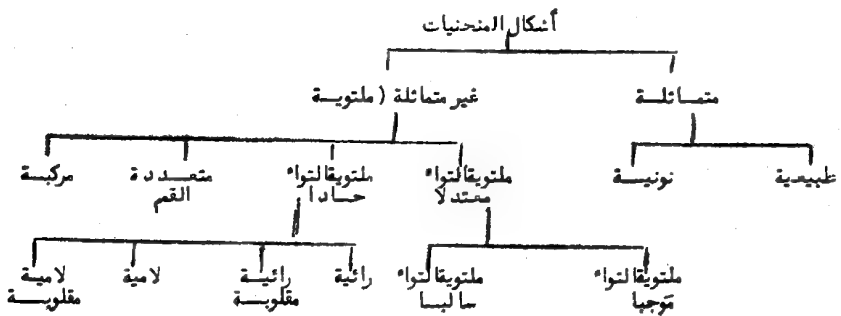 أشكال المنحنيات
متماثلة
غير متماثلة ( ملتوية
طبيعية
نونية
ملتوية التواء
معتدلا
ملتوية التواء
حادا
متعددة
القم
مركبة
ملتوية التواء
موجبا
ملتوية التواء
سالبا
رائية
رائية
مقلوبة
لامية
لامية
مقلوبة